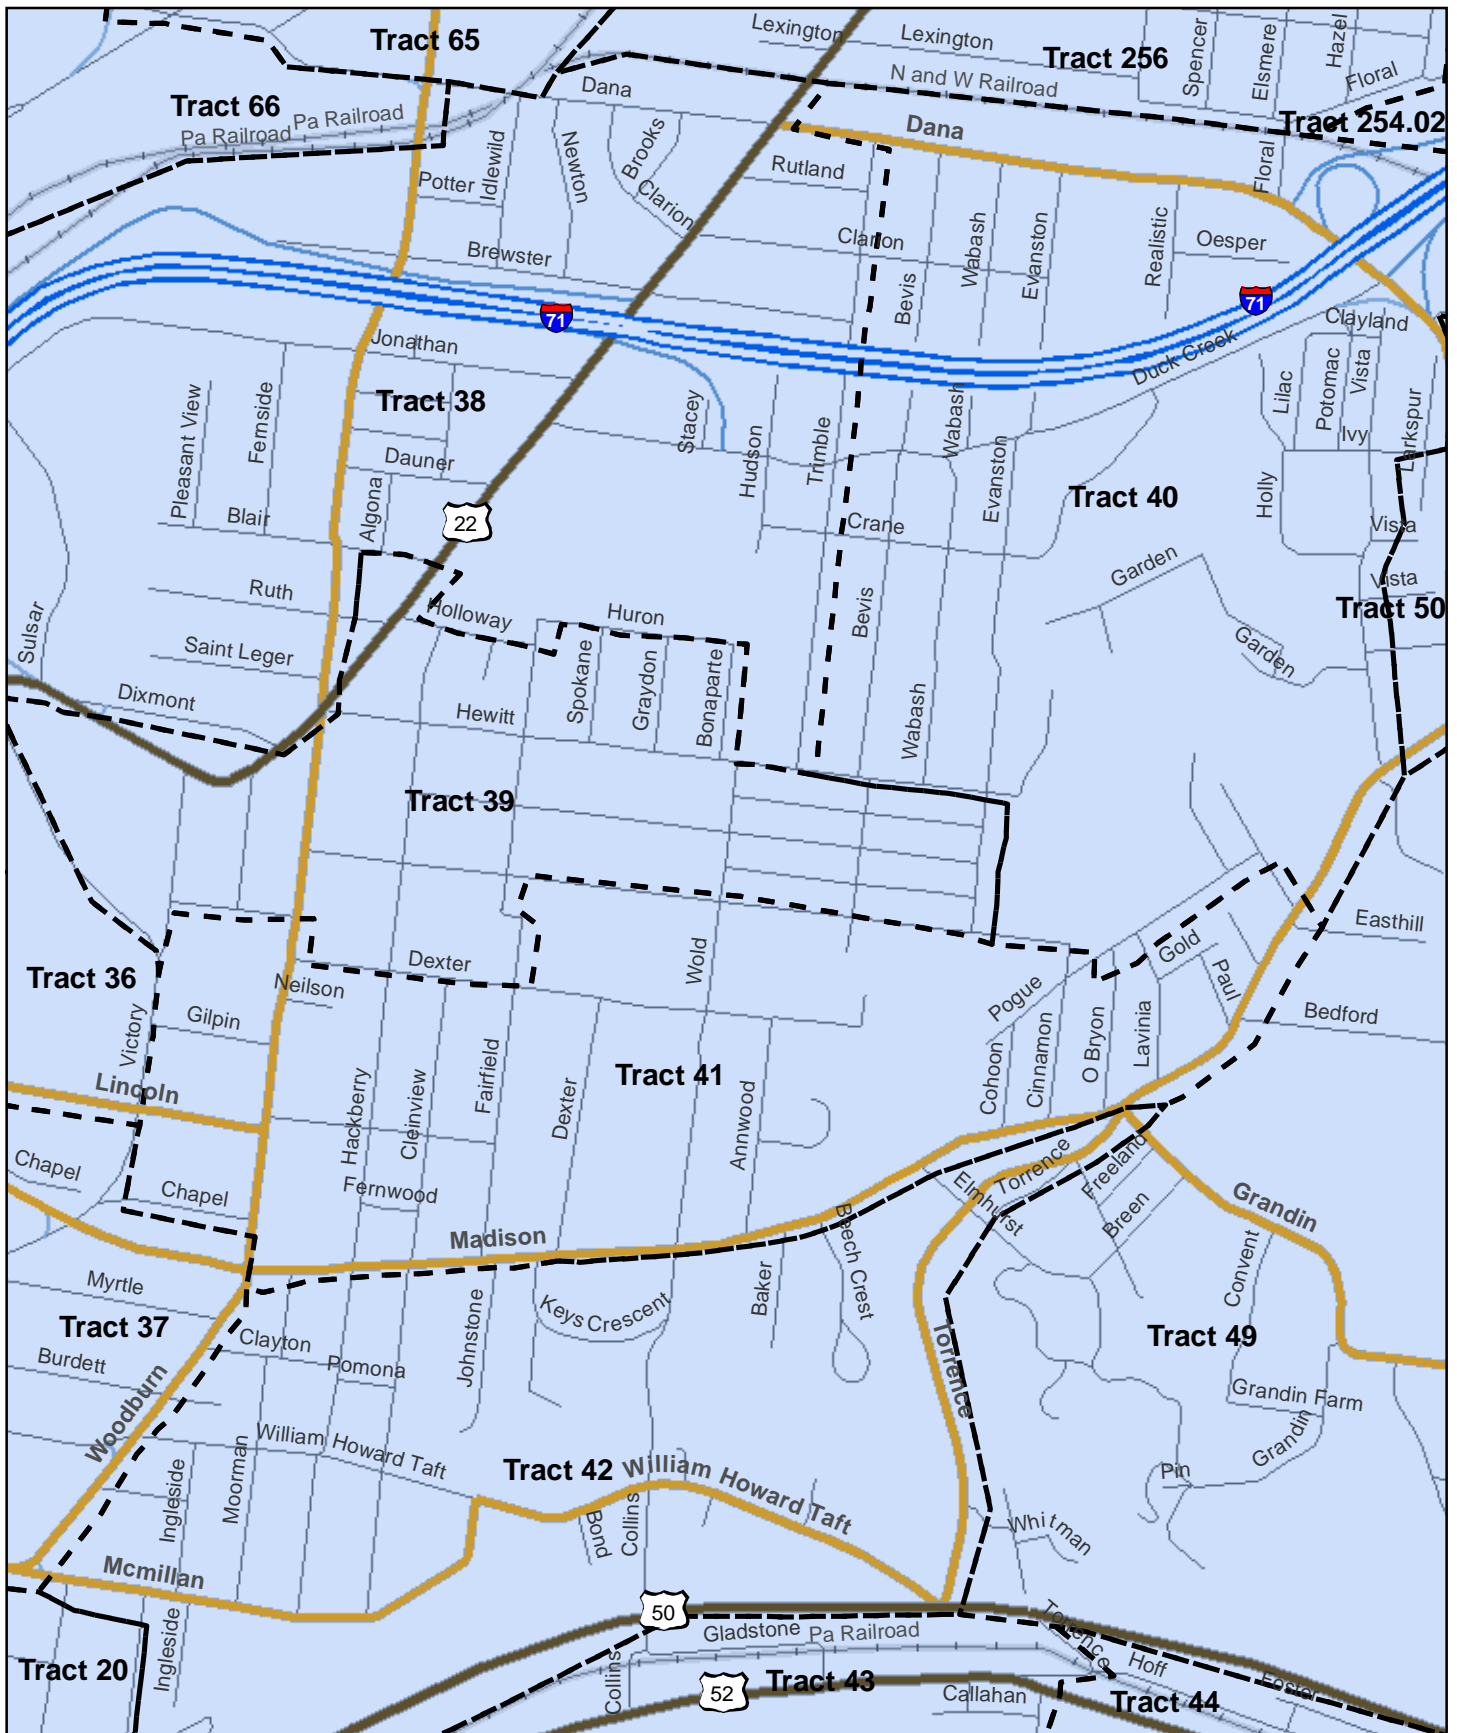 Lexington
Lexington
Tract 65
Tract 256
Spencer
Elsmere
Hazel
Floral
N and W Railroad
Dana
Tract 66
Pa Railroad
Pa Railroad
Tract 254.02
Dana
Idlewild
Newton
Brooks
Rutland
Floral
Potter
Clarion
Clarion
Wabash
Evanston
Realistic
Oesper
Brewster
Bevis
71
71
Clayland
Jonathan
Duck Creek
Potomac
Vista
Lilac
Tract 38
Pleasant View
Fernside
Stacey
Wabash
Ivy
Larkspur
Hudson
Trimble
Dauner
Evanston
Tract 40
Holly
Algona
Blair
22
Crane
Vista
Garden
Vista
Ruth
Holloway
Huron
Bevis
Tract 50
Sulsar
Saint Leger
Spokane
Graydon
Bonaparte
Garden
Dixmont
Hewitt
Wabash
Tract 39
Easthill
Gold
Dexter
Wold
Tract 36
Neilson
Pogue
Paul
Gilpin
Victory
Cinnamon
O Bryon
Lavinia
Bedford
Cohoon
Lincoln
Hackberry
Cleinview
Fairfield
Dexter
Tract 41
Annwood
Chapel
Chapel
Fernwood
Torrence
Freeland
Elmhurst
Breen
Grandin
Madison
Beech Crest
Myrtle
Baker
Convent
Keys Crescent
Tract 37
Clayton
Johnstone
Tract 49
Burdett
Pomona
Torrence
Woodburn
Grandin Farm
Grandin
William Howard Taft
Moorman
Ingleside
Tract 42
William Howard Taft
Pin
Collins
Bond
Whitman
Mcmillan
50
Ingleside
Gladstone
Pa Railroad
Torrence
Tract 20
Collins
52
Tract 43
Hoff
Foster
Callahan
Tract 44